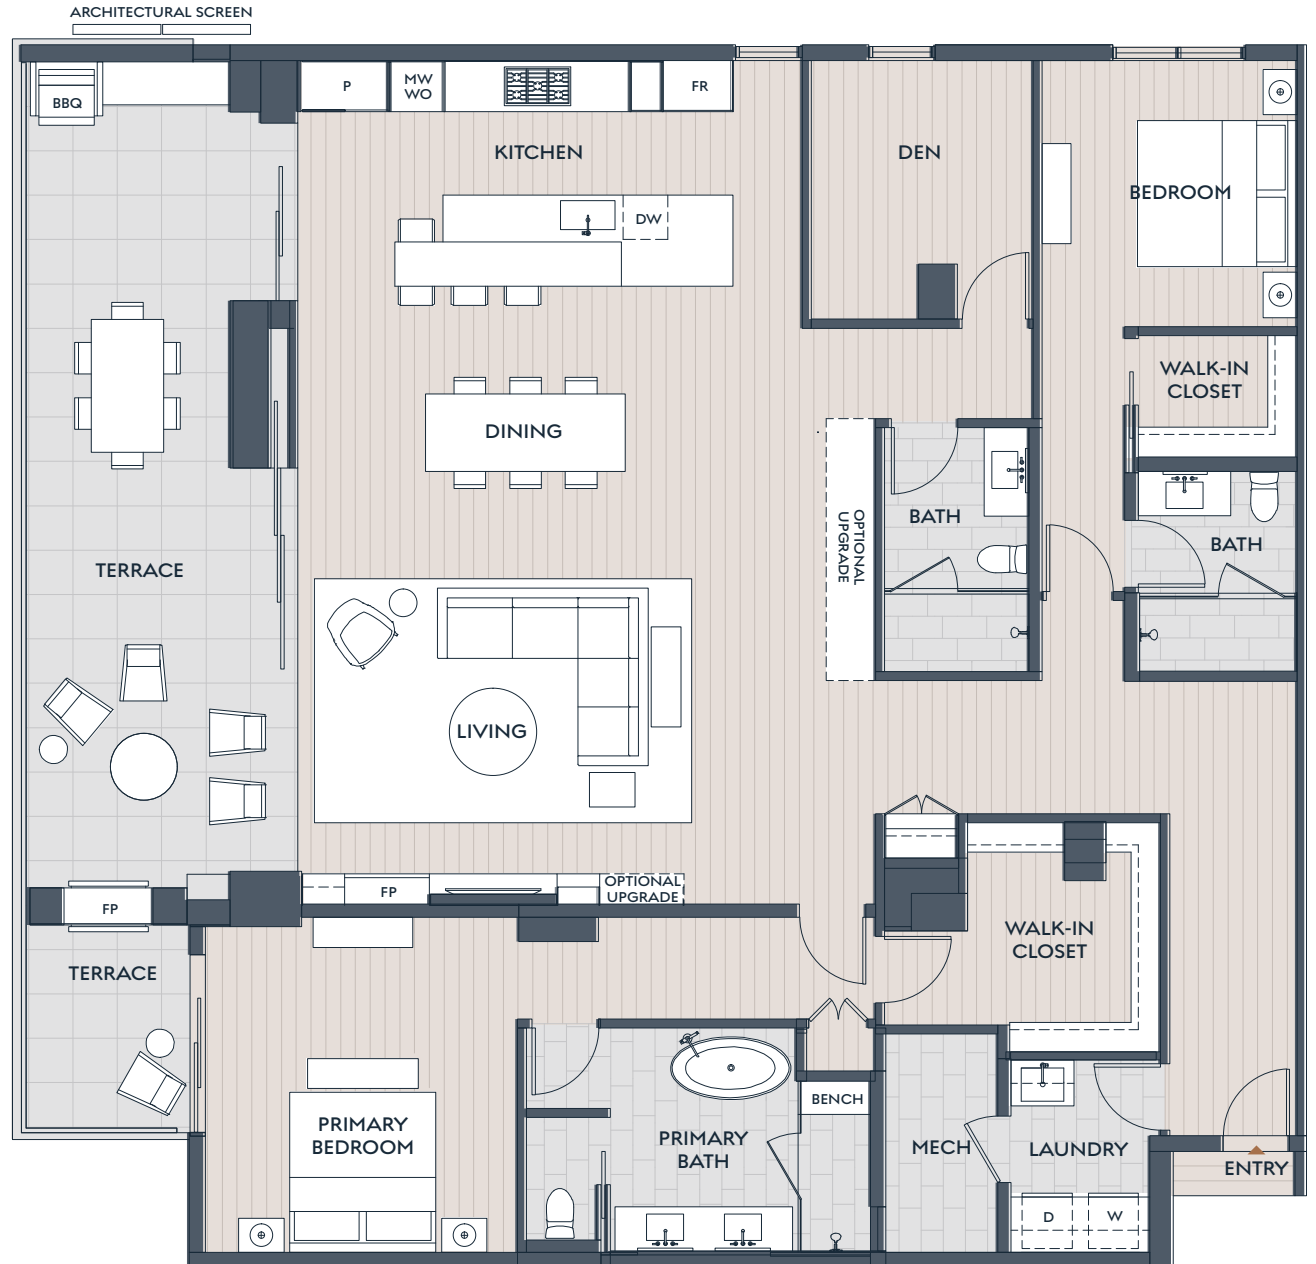 ARCHITECTURAL SCREEN
BBQ
P
MW
WO
FR
KITCHEN
DEN
BEDROOM
DW
WALK-IN
CLOSET
DINING
OPTIONAL
UPGRADE
BATH
BATH
TERRACE
LIVING
FP
OPTIONAL
UPGRADE
FP
WALK-IN
CLOSET
TERRACE
PRIMARY
BEDROOM
PRIMARY
BATH
BENCH
MECH
LAUNDRY
ENTRY
D
W